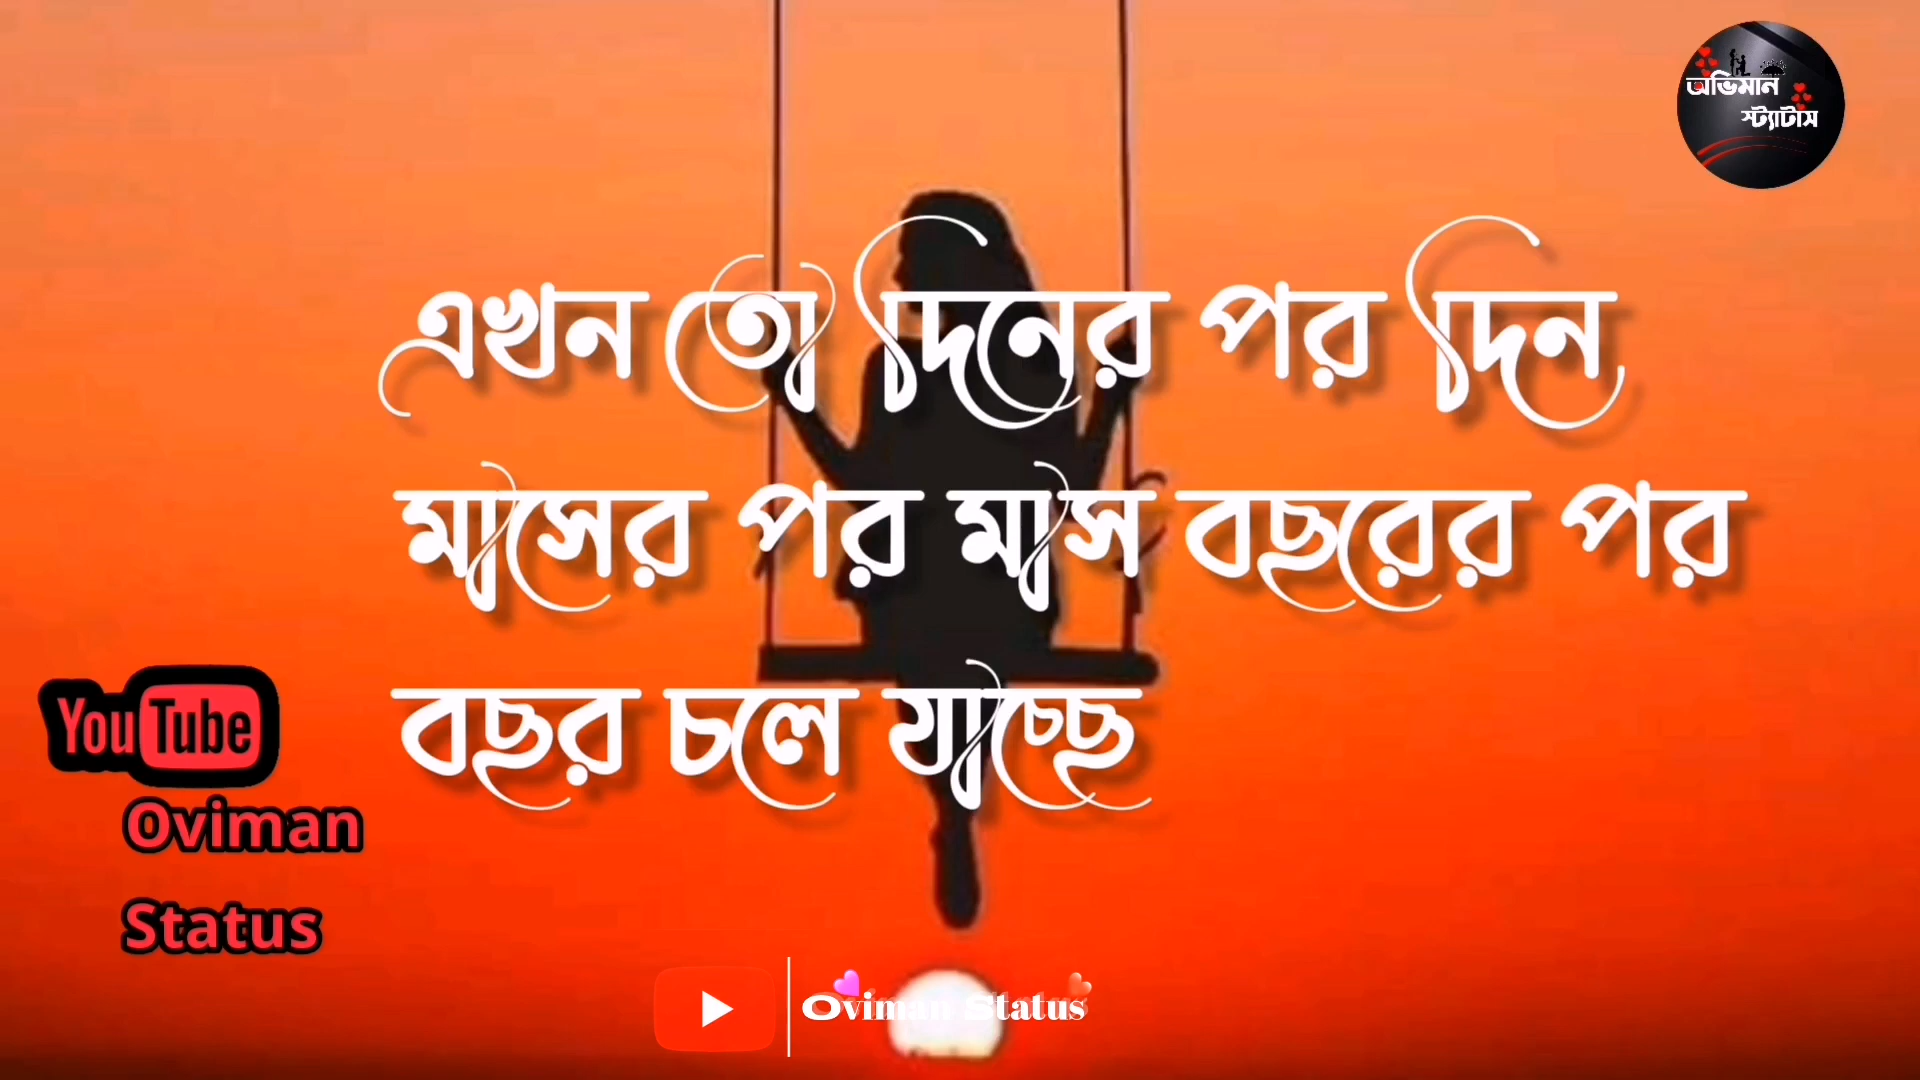 অভিমান
স্ট্যাটাস
এখন তো দিনের পর দিন
মাসের পর মাস বছরের পর
বছর চলে যাচ্ছে
YouTube
Oviman
Status
Oviman Status